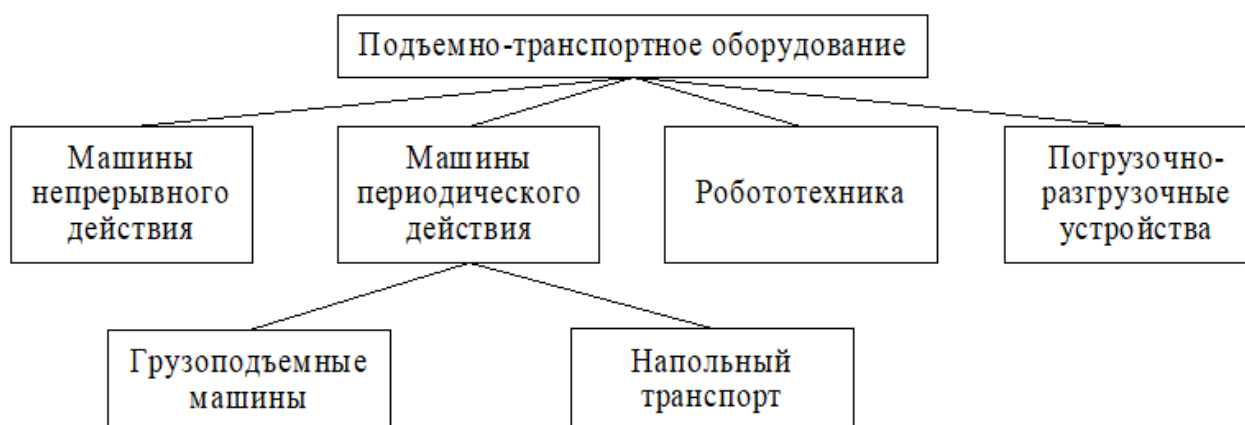 Подъемно-транспортное оборудование
Машины
непрерывного
действия
Машины
периодического
действия
Робототехника
Погрузочно-
разгрузочные
устройства
Грузоподъемные
машины
Напольный
транспорт